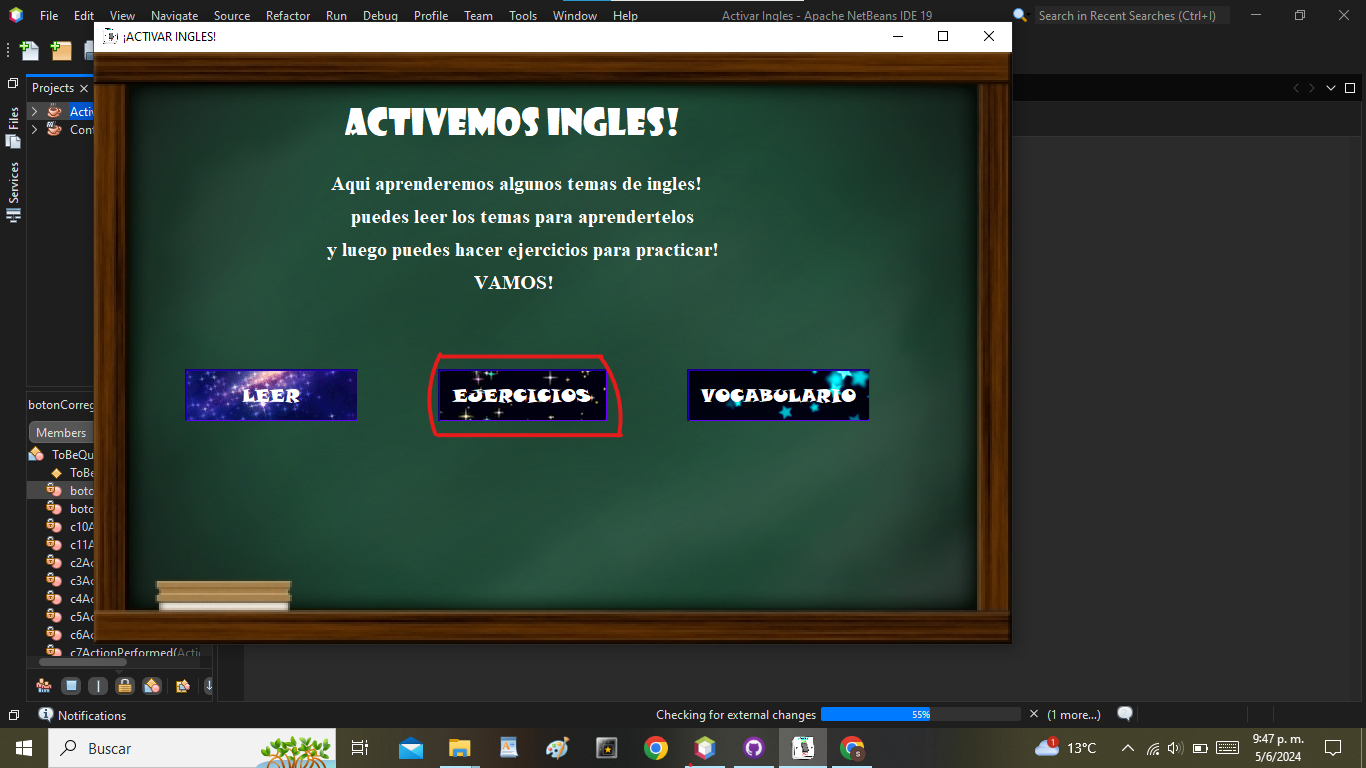 File Edit View Navigate Source Refactor Run Debug Profile Team Tools Window Help
Activar Ingles - Apache NetBeans IDE 19
Search in Recent Searches (Ctrl+I)
¡ACTIVAR INGLES!
Projects
Files
Services
Activ
Conf
ACTIVEMOS INGLES!
Aqui aprenderemos algunos temas de ingles!
puedes leer los temas para aprendertelos
y luego puedes hacer ejercicios para practicar!
VAMOS!
LEER
EJERCICIOS
VOCABULARIO
botonCorreg
Members
ToBeQu
ToBe
boto
boto
c10A
c11A
c2Ac
c3Ac
c4Ac
c5Ac
c6Ac
c7ActionPerformed(Actio
Notifications
Checking for external changes
55%
(1 more...)
Buscar
1
13°C
9:47 p. m.
5/6/2024